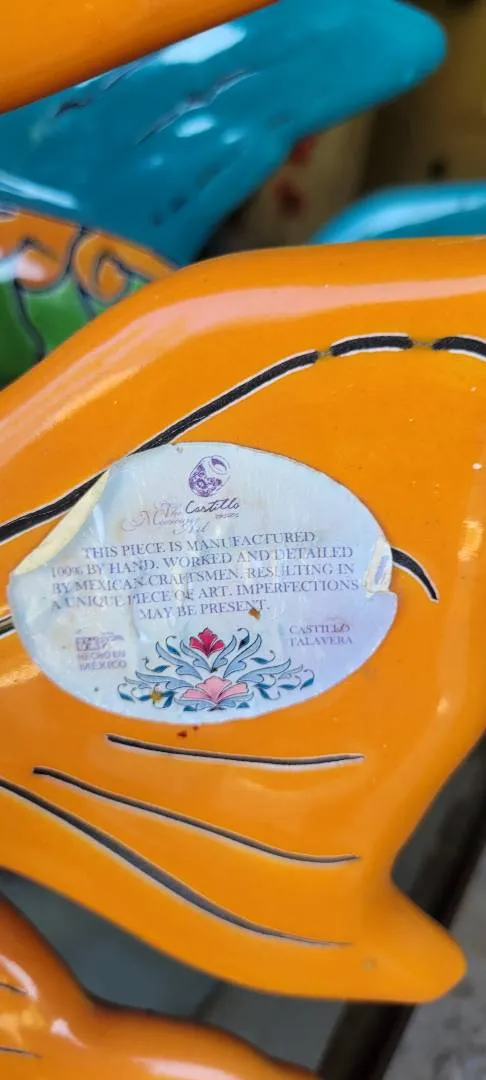 The Castillo
Mexican
THIS PIECE IS MANUFACTURED
100% BY HAND. WORKED AND DETAILED
BY MEXICAN CRAFTSMEN. RESULTING IN
A UNIQUE PIECE OF ART. IMPERFECTIONS
MAY BE PRESENT.
HECHO EN
MÉXICO
CASTILLO
TALAVERA